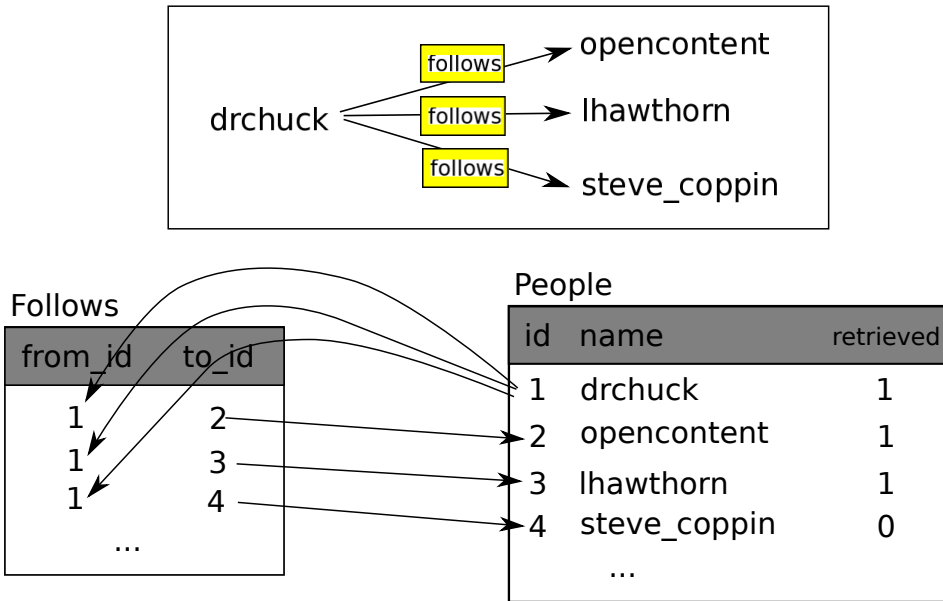 follows
opencontent
drchuck
follows
lhawthorn
follows
steve_coppin
Follows
from_id to_id
1 2
1 3
1 4
...
People
id name retrieved
1 drchuck 1
2 opencontent 1
3 lhawthorn 1
4 steve_coppin 0
...